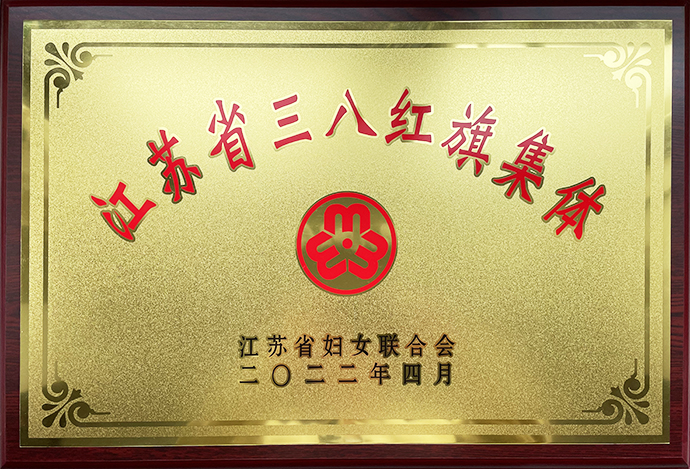 江苏省三八红旗集体
江苏省妇女联合会
二〇二二年四月